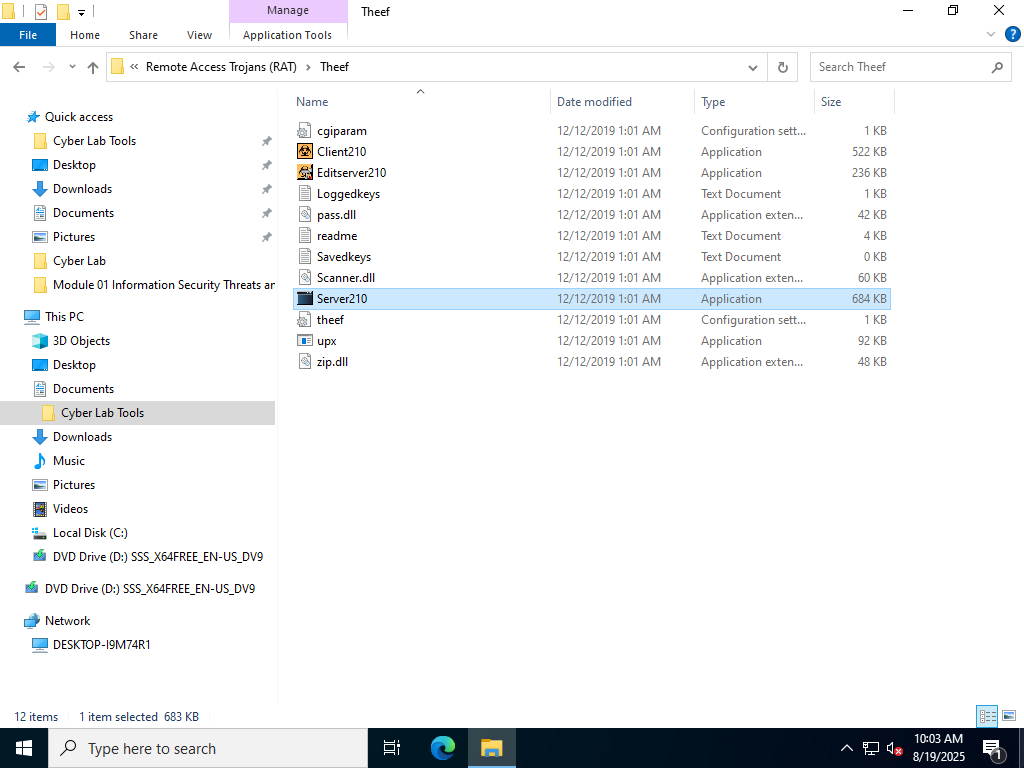 Manage
Theef
File
Home
Share
View
Application Tools
?
« Remote Access Trojans (RAT) › Theef
Search Theef
Name
Date modified
Type
Size
cgiparam 12/12/2019 1:01 AM Configuration sett... 1 KB
Client210 12/12/2019 1:01 AM Application 522 KB
Editserver210 12/12/2019 1:01 AM Application 236 KB
Loggedkeys 12/12/2019 1:01 AM Text Document 1 KB
pass.dll 12/12/2019 1:01 AM Application exten... 42 KB
readme 12/12/2019 1:01 AM Text Document 4 KB
Savedkeys 12/12/2019 1:01 AM Text Document 0 KB
Scanner.dll 12/12/2019 1:01 AM Application exten... 60 KB
Server210 12/12/2019 1:01 AM Application 684 KB
theef 12/12/2019 1:01 AM Configuration sett... 1 KB
upx 12/12/2019 1:01 AM Application 92 KB
zip.dll 12/12/2019 1:01 AM Application exten... 48 KB
Quick access
Cyber Lab Tools
Desktop
Downloads
Documents
Pictures
Cyber Lab
Module 01 Information Security Threats an
This PC
3D Objects
Desktop
Documents
Cyber Lab Tools
Downloads
Music
Pictures
Videos
Local Disk (C:)
DVD Drive (D:) SSS_X64FREE_EN-US_DV9
DVD Drive (D:) SSS_X64FREE_EN-US_DV9
Network
DESKTOP-I9M74R1
12 items
1 item selected 683 KB
Type here to search
10:03 AM
8/19/2025
1